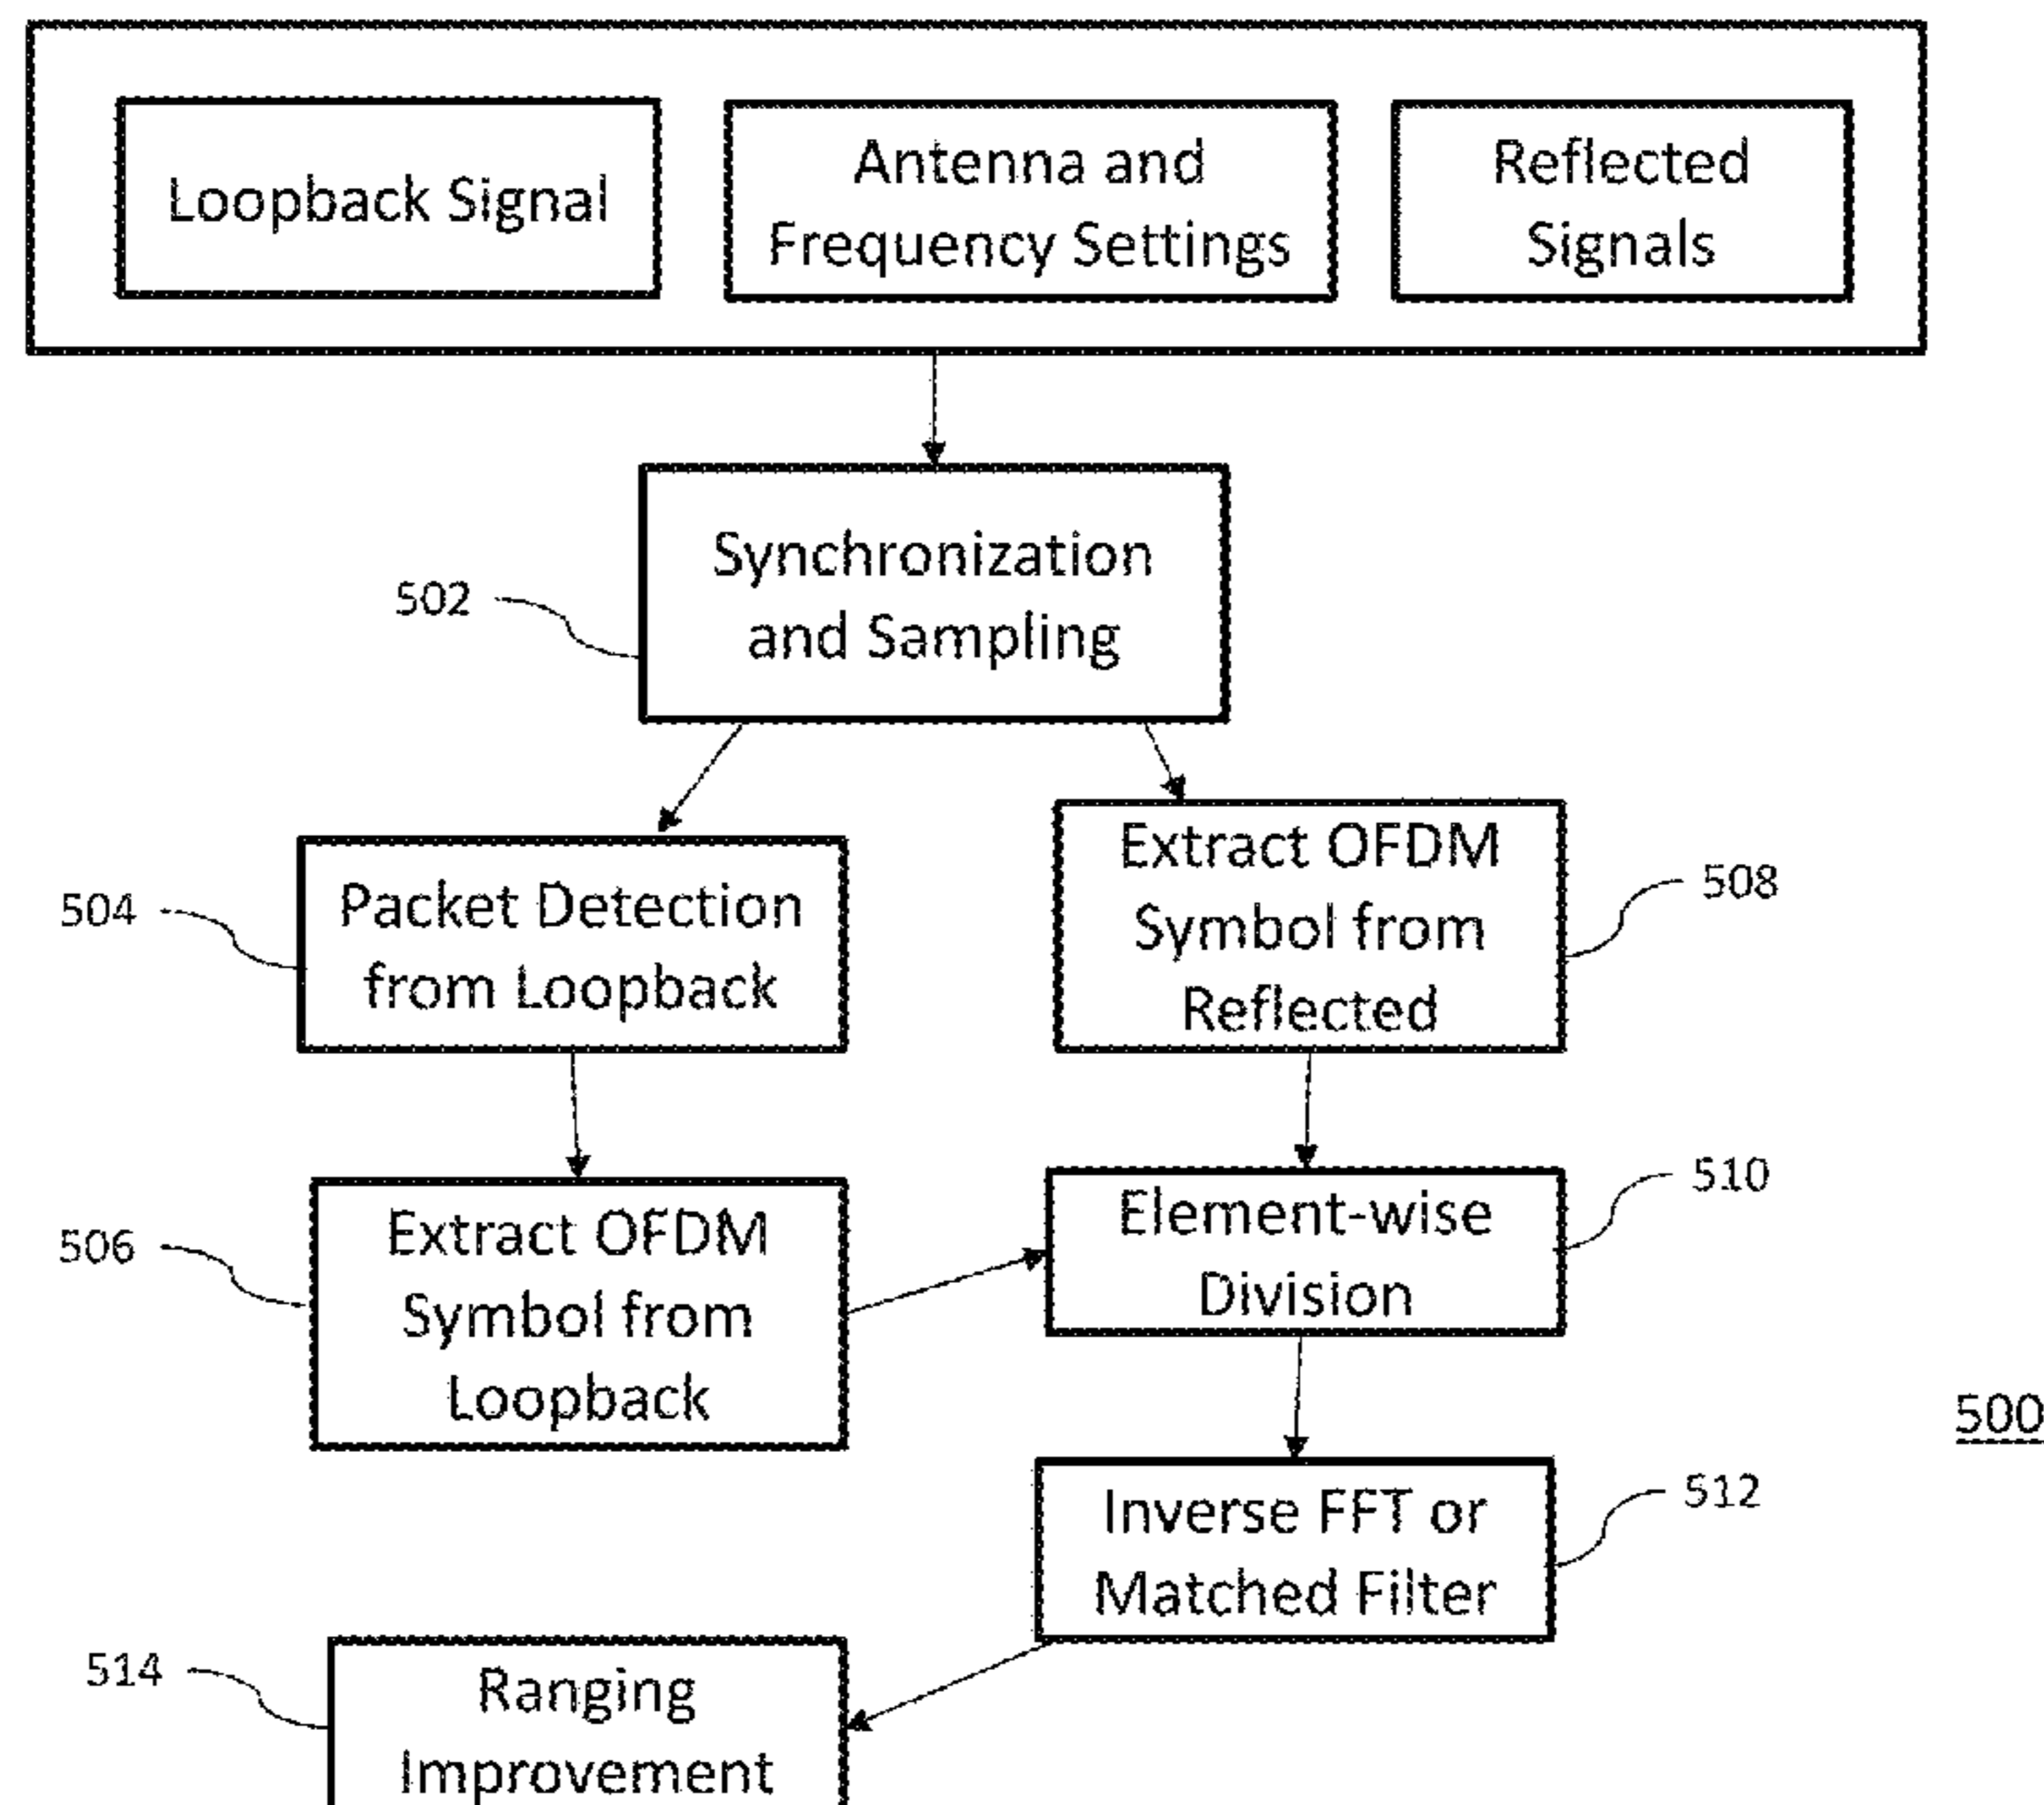 Loopback Signal
Antenna and
Frequency Settings
Reflected
Signals
502
Synchronization
and Sampling
504
Packet Detection
from Loopback
Extract OFDM
Symbol from
Reflected
508
506
Extract OFDM
Symbol from
Loopback
Element-wise
Division
510
500
Inverse FFT or
Matched Filter
512
514
Ranging
Improvement